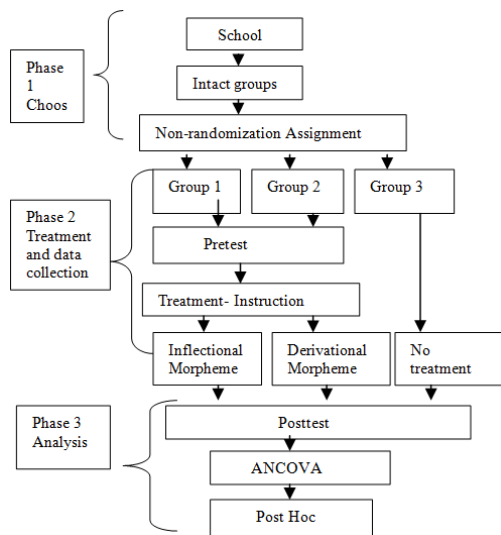 School
Phase
1
Choos
Intact groups
Non-randomization Assignment
Group 1
Group 2
Group 3
Phase 2
Treatment
and data
collection
Pretest
Treatment- Instruction
Inflectional
Morpheme
Derivational
Morpheme
No
treatment
Phase 3
Analysis
Posttest
ANCOVA
Post Hoc